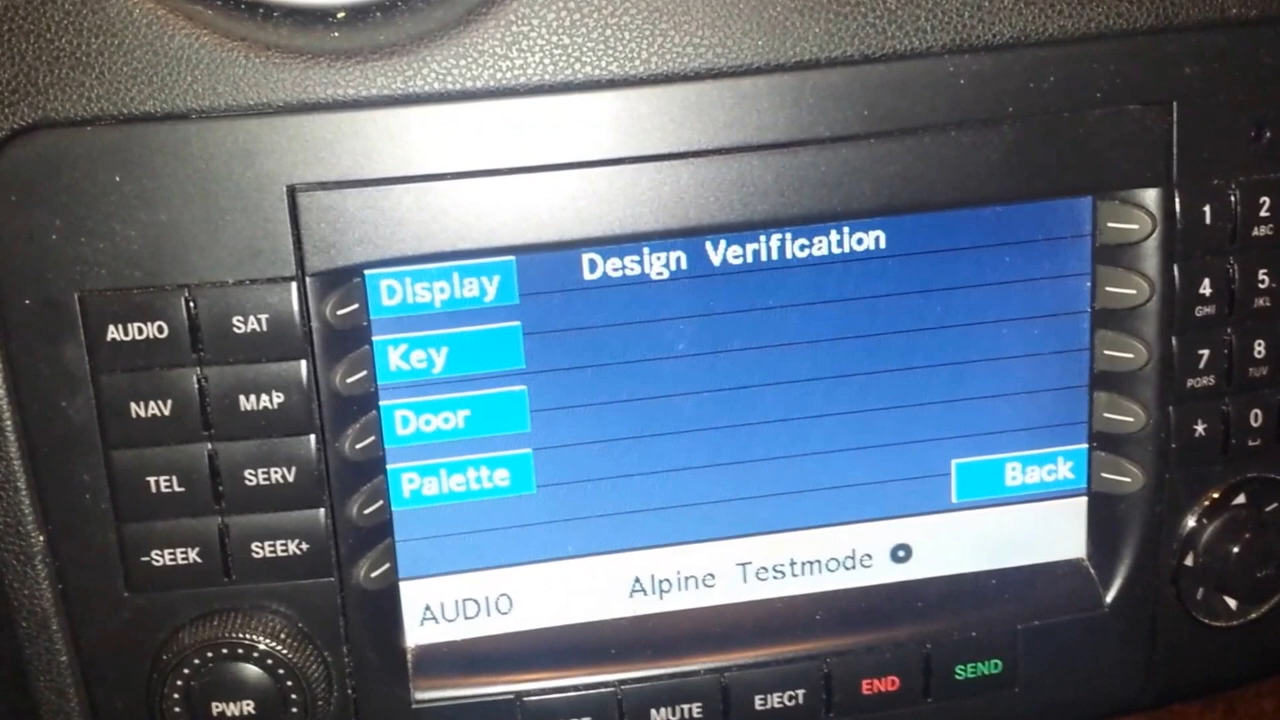 Design Verification
Display
Key
Door
Palette
Back
AUDIO
Alpine Testmode
AUDIO
SAT
NAV
MAP
TEL
SERV
-SEEK
SEEK+
PWR
MUTE
EJECT
END
SEND
1
2
ABC
4
GHI
5
JKL
7
PQRS
8
TUV
*
0